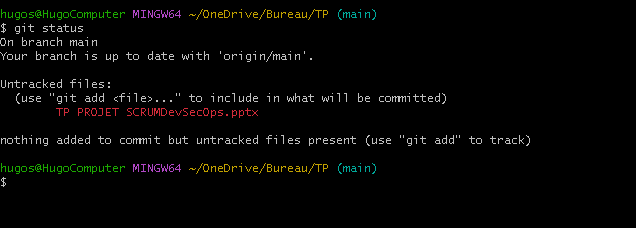 hugos@HugoComputer MINGW64 ~/OneDrive/Bureau/TP (main)
$ git status
On branch main
Your branch is up to date with 'origin/main'.

Untracked files:
  (use "git add <file>..." to include in what will be committed)
        TP PROJET SCRUMDevSecOps.pptx

nothing added to commit but untracked files present (use "git add" to track)

hugos@HugoComputer MINGW64 ~/OneDrive/Bureau/TP (main)
$